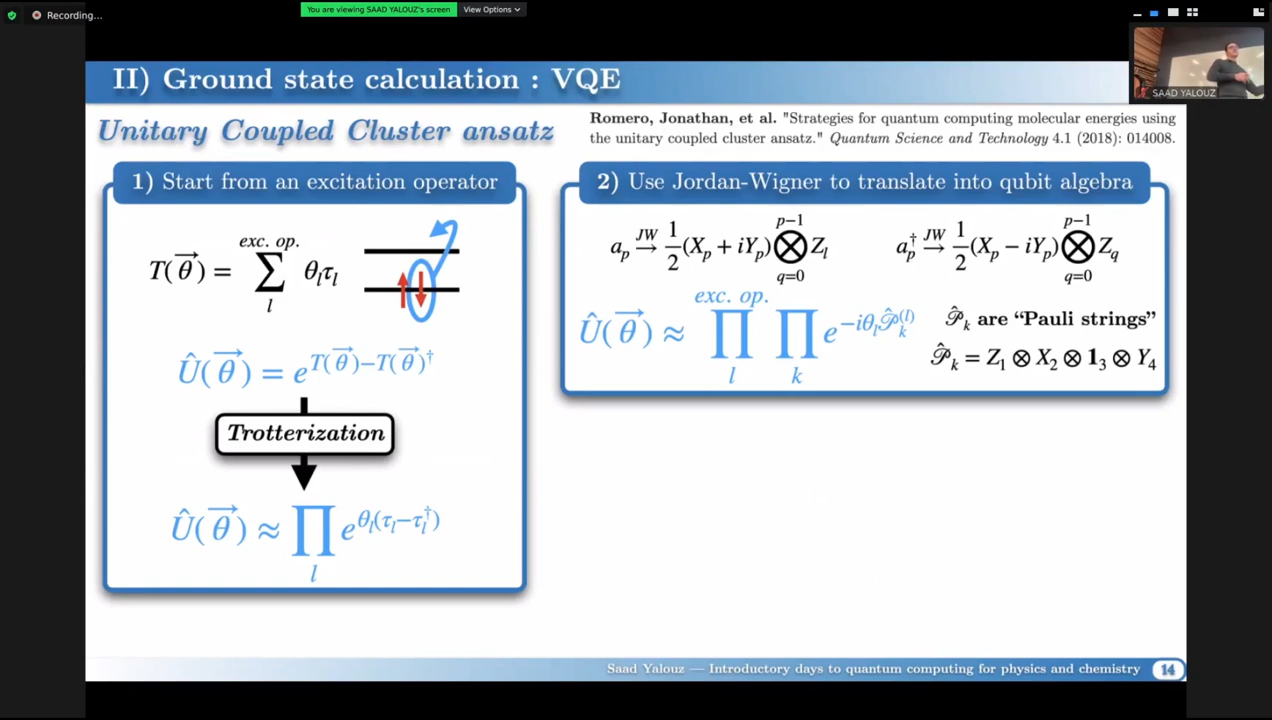 Recording...
You are viewing SAAD YALOUZ's screen
View Options
SAAD YALOUZ
II) Ground state calculation : VQE
Unitary Coupled Cluster ansatz
Romero, Jonathan, et al. "Strategies for quantum computing molecular energies using
the unitary coupled cluster ansatz." Quantum Science and Technology 4.1 (2018): 014008.
1) Start from an excitation operator
T(θ⃗) = ∑_l^{exc. op.} θ_l τ_l
Û(θ⃗) = e^{T(θ⃗)−T(θ⃗)†}
Trotterization
Û(θ⃗) ≈ ∏_l e^{θ_l(τ_l−τ_l†)}
2) Use Jordan-Wigner to translate into qubit algebra
a_p →^{JW} 1/2 (X_p + iY_p) ⨂_{q=0}^{p−1} Z_l
a_p† →^{JW} 1/2 (X_p − iY_p) ⨂_{q=0}^{p−1} Z_q
Û(θ⃗) ≈ ∏_l^{exc. op.} ∏_k e^{−iθ_l 𝒫̂_k^{(l)}}
𝒫̂_k are “Pauli strings”
𝒫̂_k = Z_1 ⊗ X_2 ⊗ 1_3 ⊗ Y_4
Saad Yalouz — Introductory days to quantum computing for physics and chemistry
14